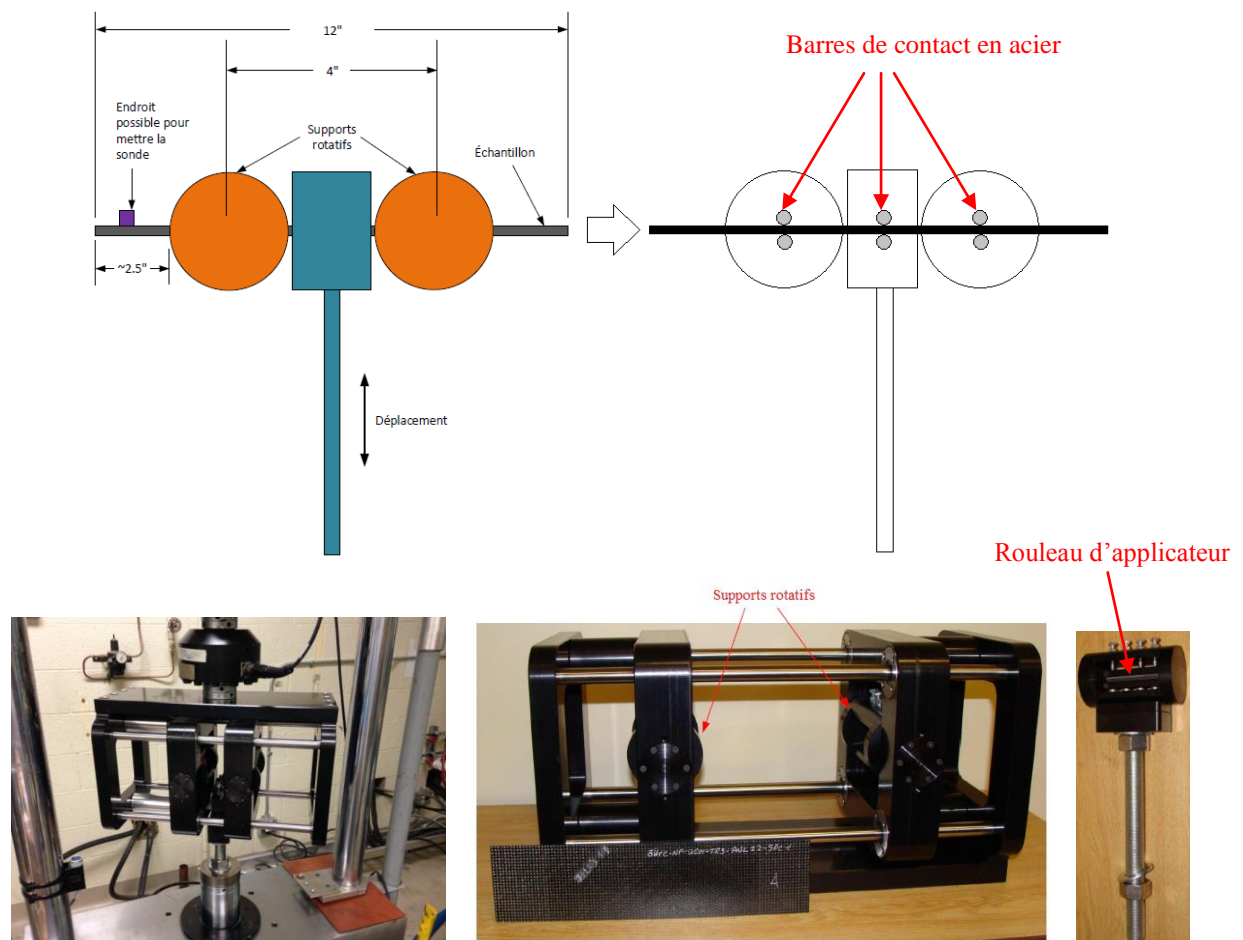 12"
4"
Endroit
possible pour
mettre la
sonde
Supports
rotatifs
Échantillon
~2.5"
Déplacement
Barres de contact en acier
Rouleau d'applicateur
Supports rotatifs
4